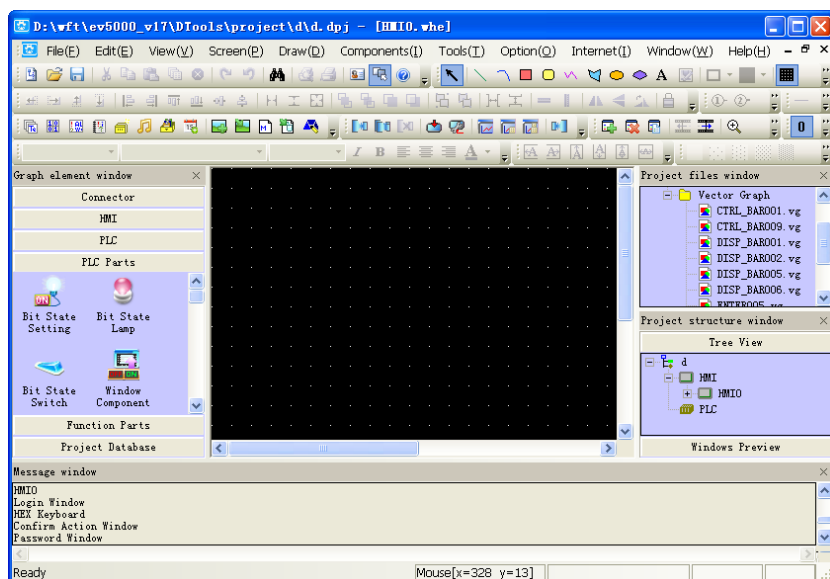 D:\wft\ev5000_v17\DTools\project\d\d.dpj - [HMI0.whe]
File(F) Edit(E) View(V) Screen(P) Draw(D) Components(I) Tools(T) Option(O) Internet(I) Window(W) Help(H)
Graph element window
Connector
HMI
PLC
PLC Parts
Bit State Setting
Bit State Lamp
Bit State Switch
Window Component
Function Parts
Project Database
Project files window
Vector Graph
CTRL_BAR001.vg
CTRL_BAR009.vg
DISP_BAR001.vg
DISP_BAR002.vg
DISP_BAR005.vg
DISP_BAR006.vg
ENTER005.vg
Project structure window
Tree View
d
HMI
HMI0
PLC
Windows Preview
Message window
HMI0
Login Window
HEX Keyboard
Confirm Action Window
Password Window
Ready
Mouse[x=328 y=13]